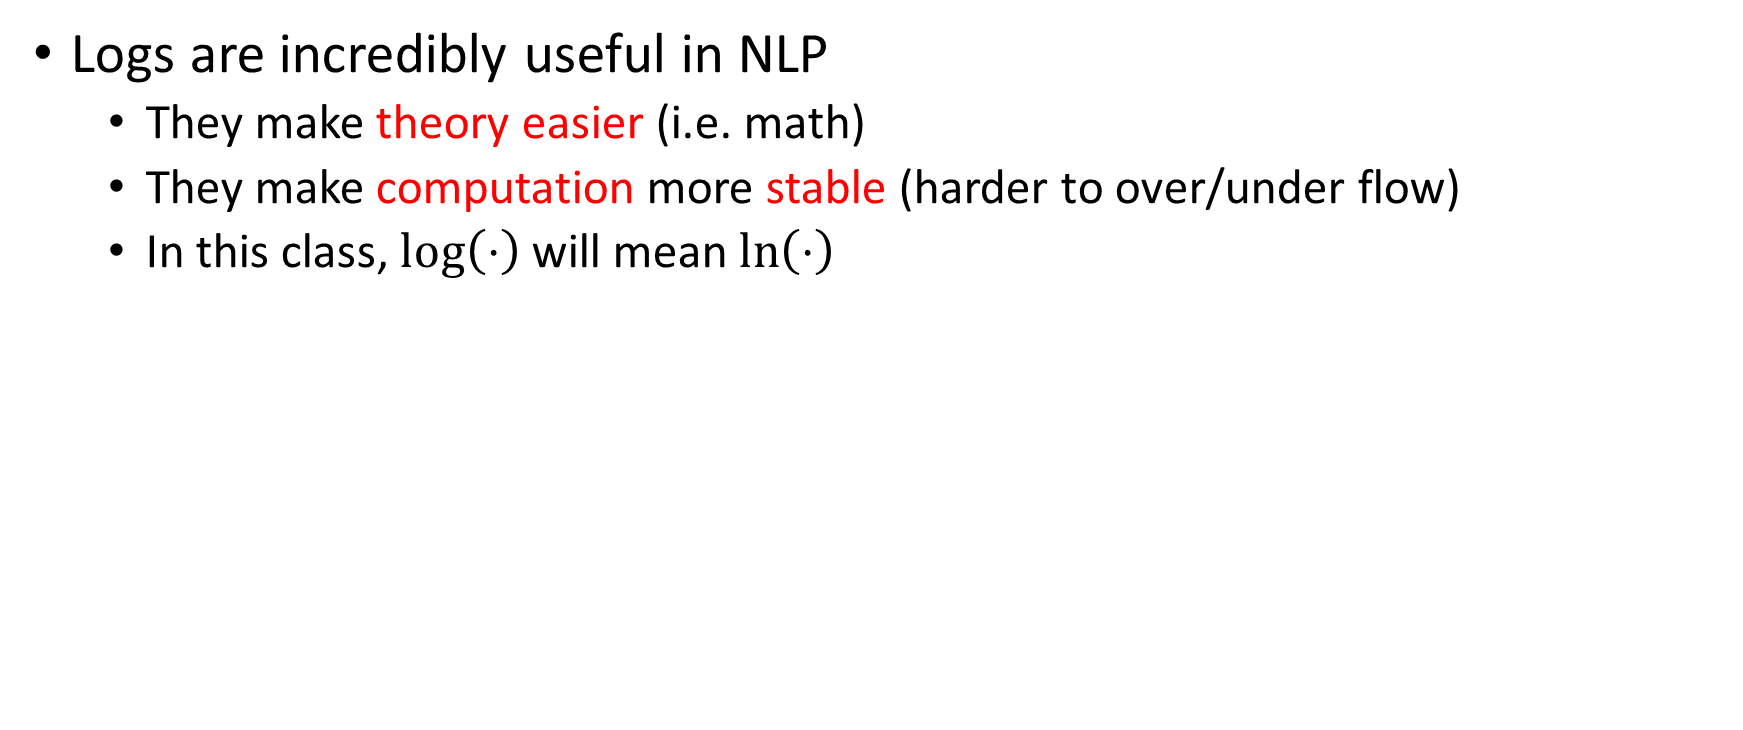 • Logs are incredibly useful in NLP
• They make theory easier (i.e. math)
• They make computation more stable (harder to over/under flow)
• In this class, log(·) will mean ln(·)